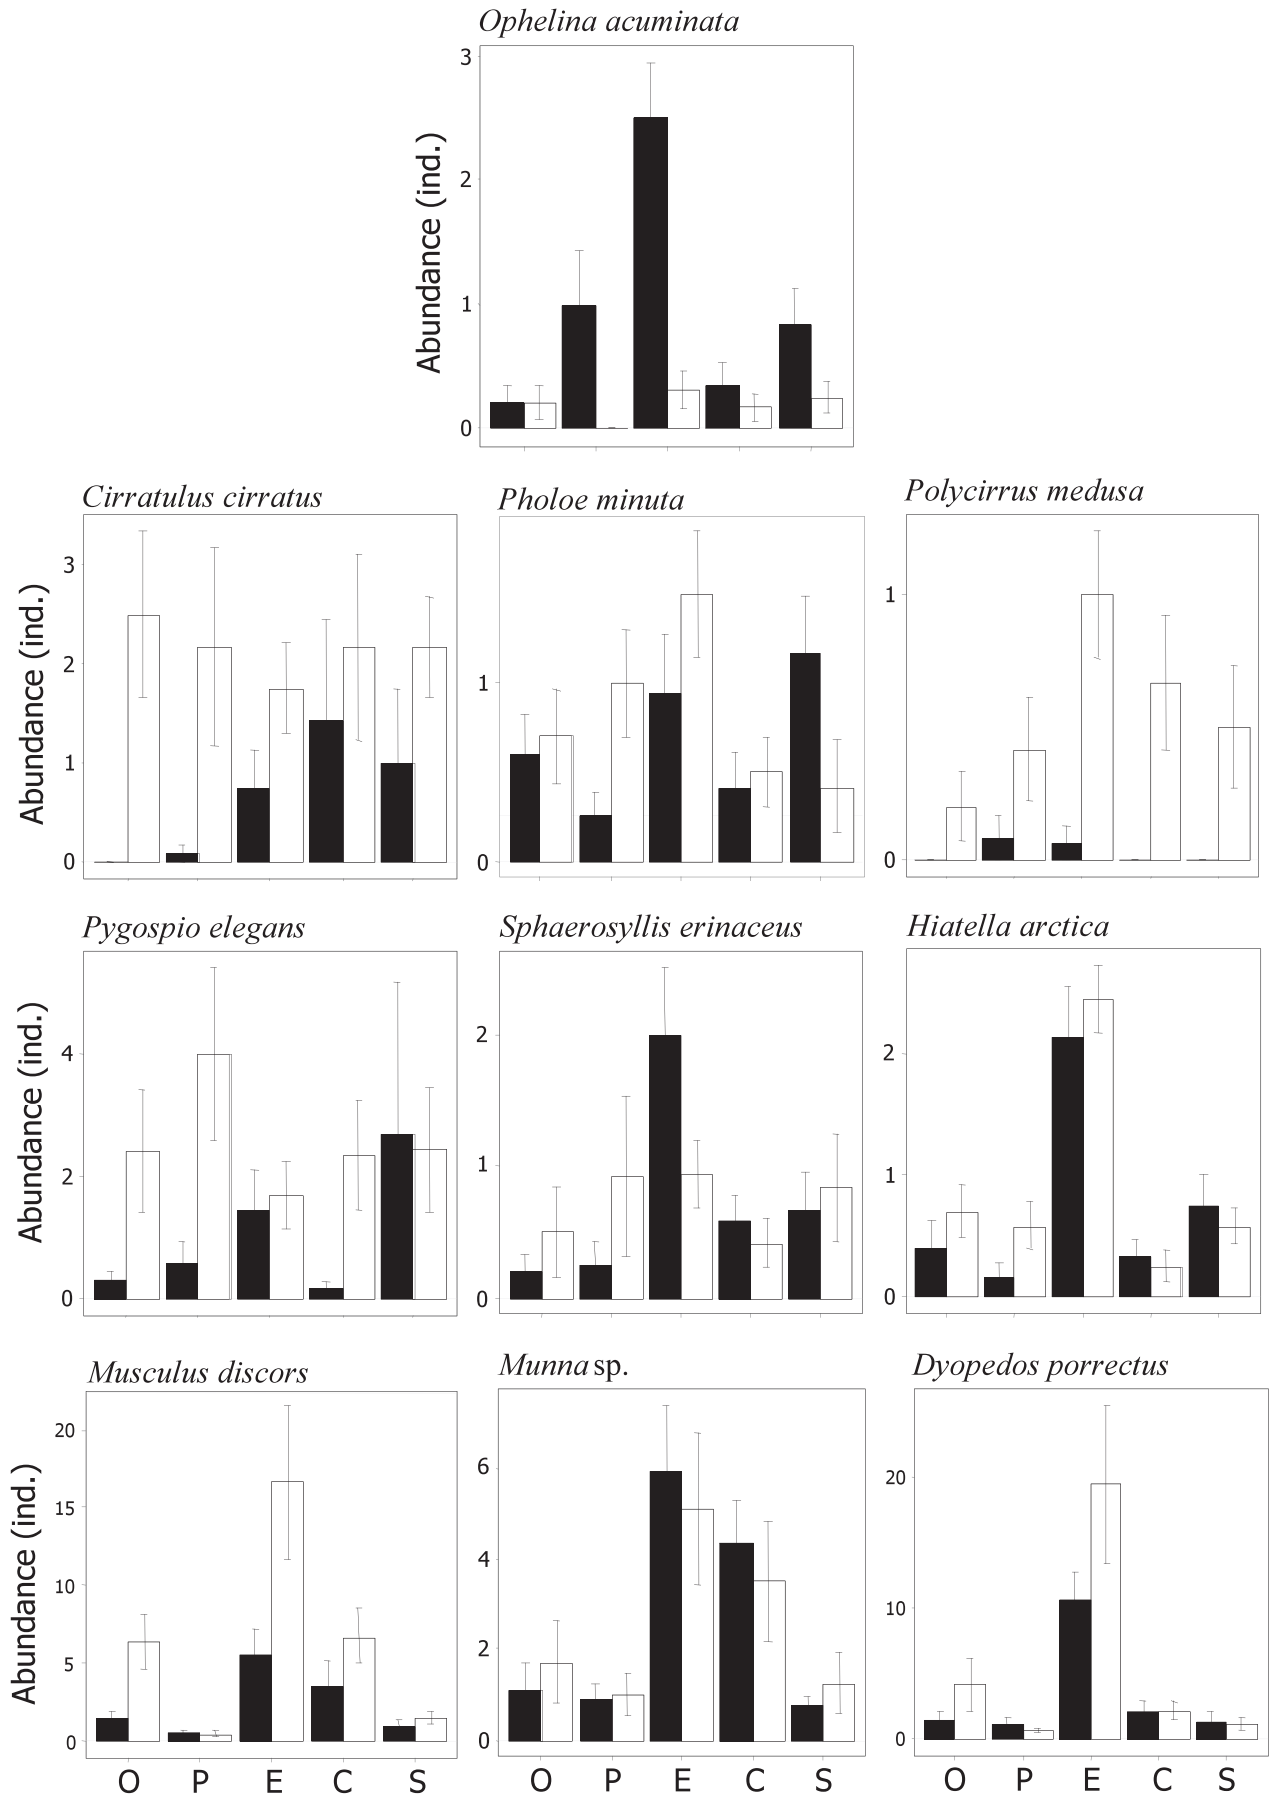 Ophelina acuminata
Abundance (ind.)
3
2
1
0
Cirratulus cirratus
Pholoe minuta
Polycirrus medusa
Abundance (ind.)
3
2
1
0
1
0
1
0
Pygospio elegans
Sphaerosyllis erinaceus
Hiatella arctica
Abundance (ind.)
4
2
0
2
1
0
2
1
0
Musculus discors
Munna sp.
Dyopedos porrectus
Abundance (ind.)
20
15
10
5
0
6
4
2
0
20
10
0
O P E C S
O P E C S
O P E C S